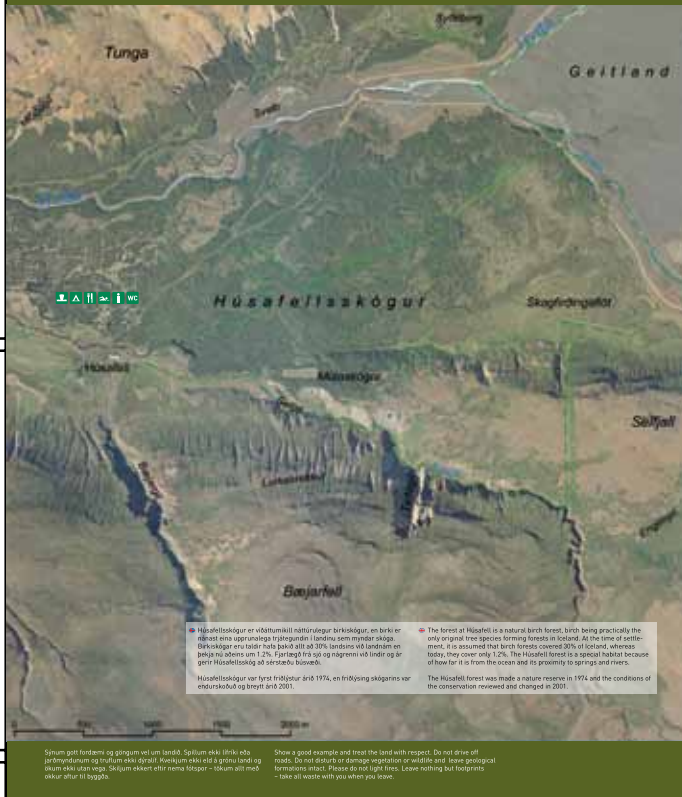 Tunga
Geitland
WC
Húsafellsskógur
Húsafell
Selfjall
Bæjarfell
Húsafellsskógur er víðáttumikill náttúrulegur birkiskógur, en birki er
nánast eina upprunalega trjátegundin í landinu sem myndar skóga.
Birkiskógar eru taldir hafa þakið allt að 30% landsins við landnám en
þekja nú aðeins um 1.2%. Fjarlægð frá sjó og nágrenni við lindir og ár
gerir Húsafellsskóg að sérstæðu búsvæði.
Húsafellsskógur var fyrst friðlýstur árið 1974, en friðlýsing skógarins var
endurskoðuð og breytt árið 2001.
The forest at Húsafell is a natural birch forest, birch being practically the
only original tree species forming forests in Iceland. At the time of settle-
ment, it is assumed that birch forests covered 30% of Iceland, whereas
today, they cover only 1.2%. The Húsafell forest is a special habitat because
of how far it is from the ocean and its proximity to springs and rivers.
The Húsafell forest was made a nature reserve in 1974 and the conditions of
the conservation reviewed and changed in 2001.
0 500 1000 1500 2000 m
Sýnum gott fordæmi og göngum vel um landið. Spillum ekki lífríki eða
jarðmyndunum og truflum ekki dýralíf. Kveikjum ekki eld á grónu landi og
ökum ekki utan vega. Skiljum ekkert eftir nema fótspor – tökum allt með
okkur aftur til byggða.
Show a good example and treat the land with respect. Do not drive off
roads. Do not disturb or damage vegetation or wildlife and leave geological
formations intact. Please do not light fires. Leave nothing but footprints
– take all waste with you when you leave.